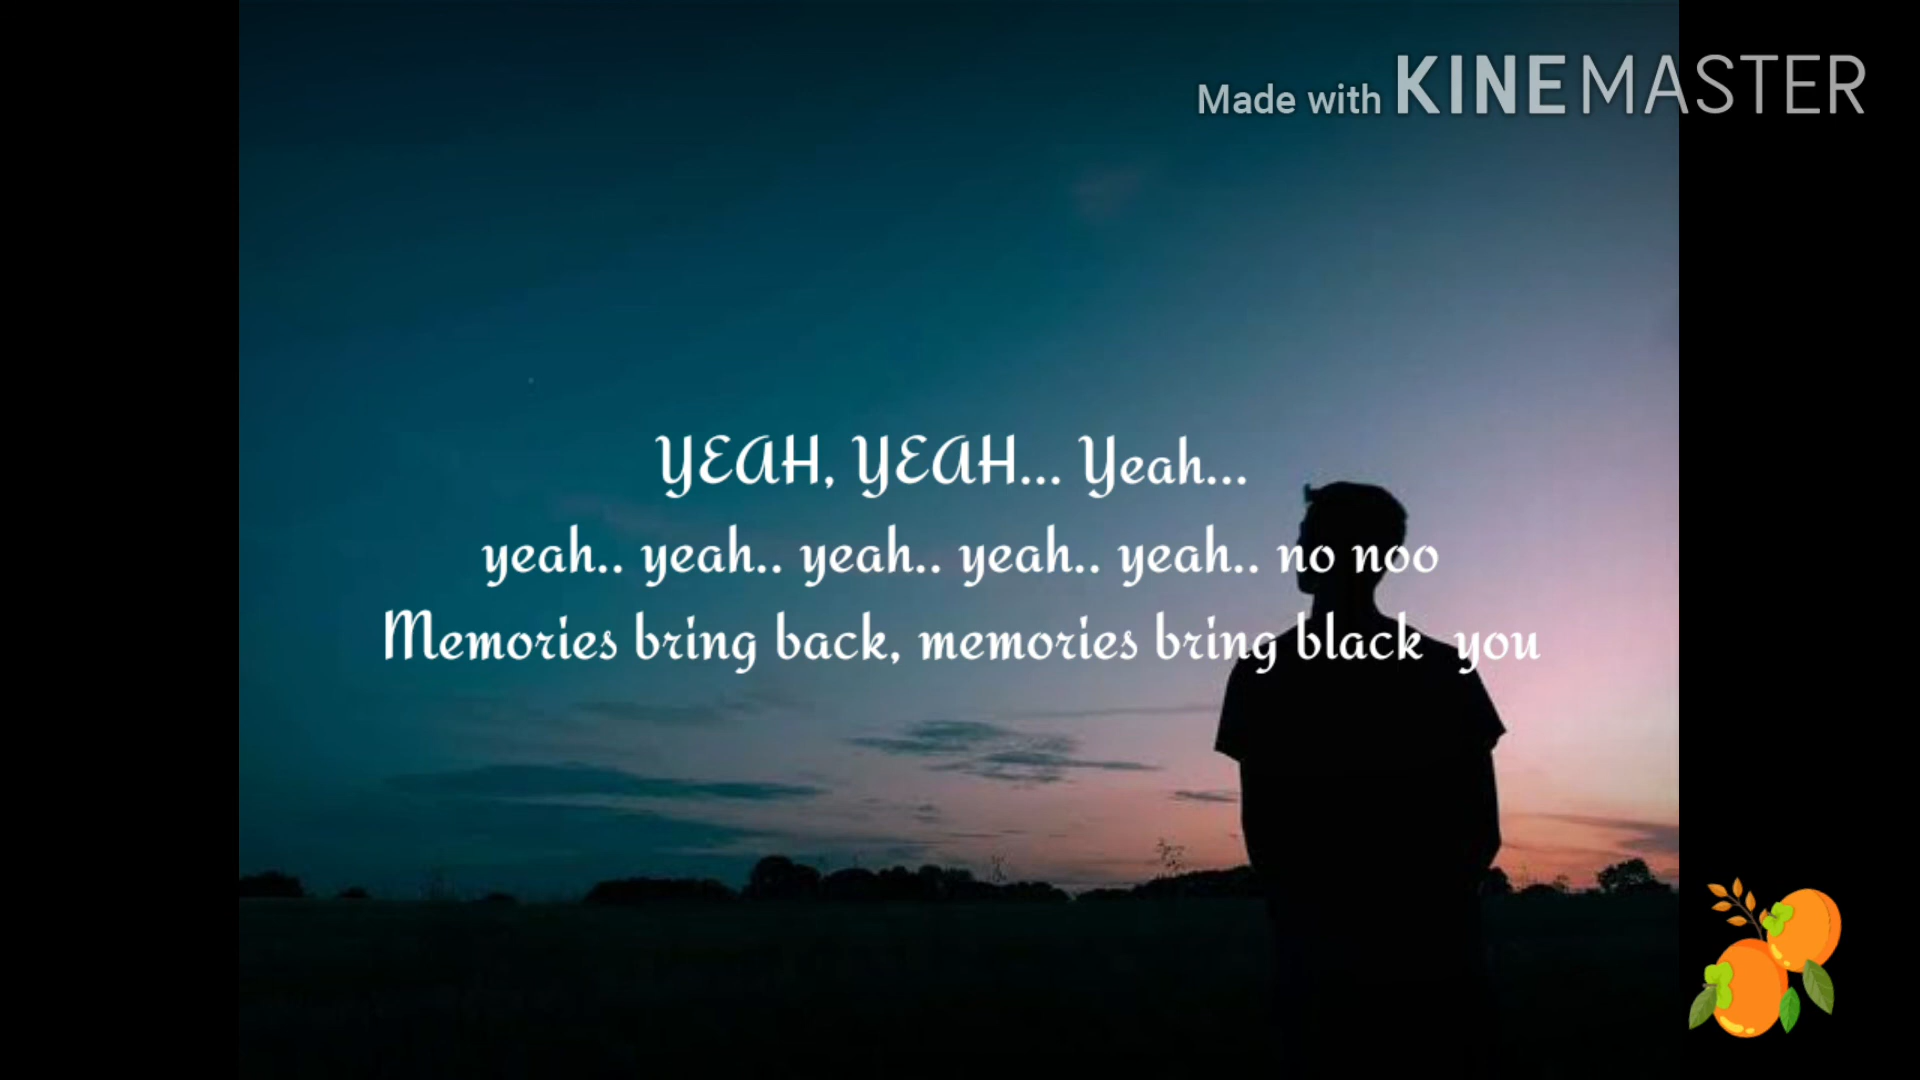 Made with KINEMASTER
YEAH, YEAH... Yeah...
yeah.. yeah.. yeah.. yeah.. yeah.. no noo
Memories bring back, memories bring black you